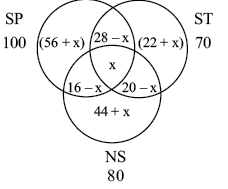 SP ST
100 (56 + x) 28 – x (22 + x) 70
x
16 – x 20 – x
44 + x
NS
80